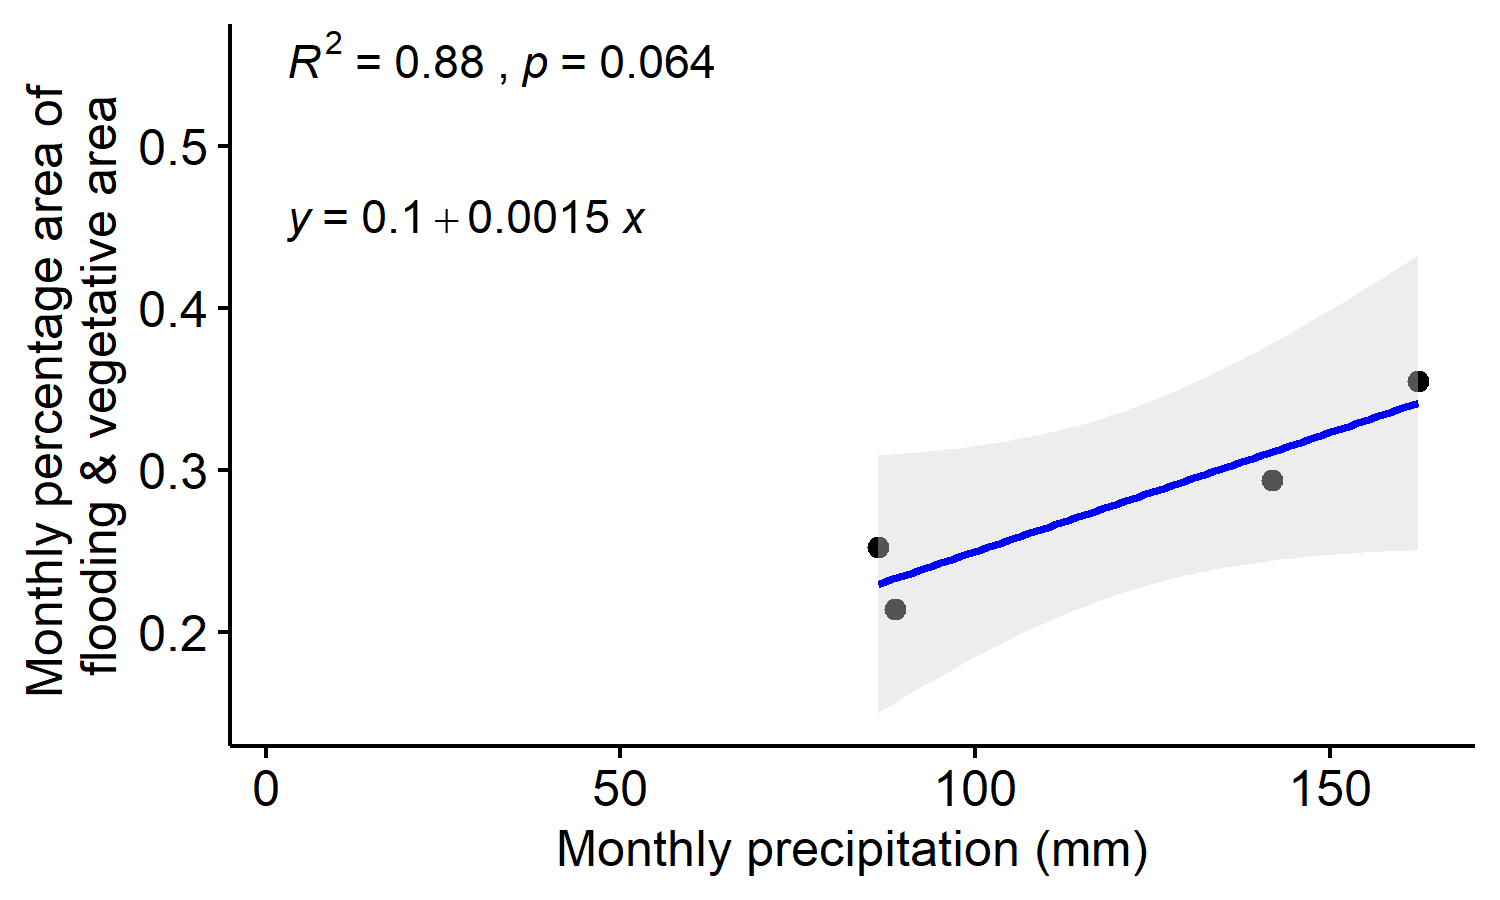 R² = 0.88 , p = 0.064
y = 0.1 + 0.0015 x
Monthly percentage area of
flooding & vegetative area
0.5
0.4
0.3
0.2
0
50
100
150
Monthly precipitation (mm)